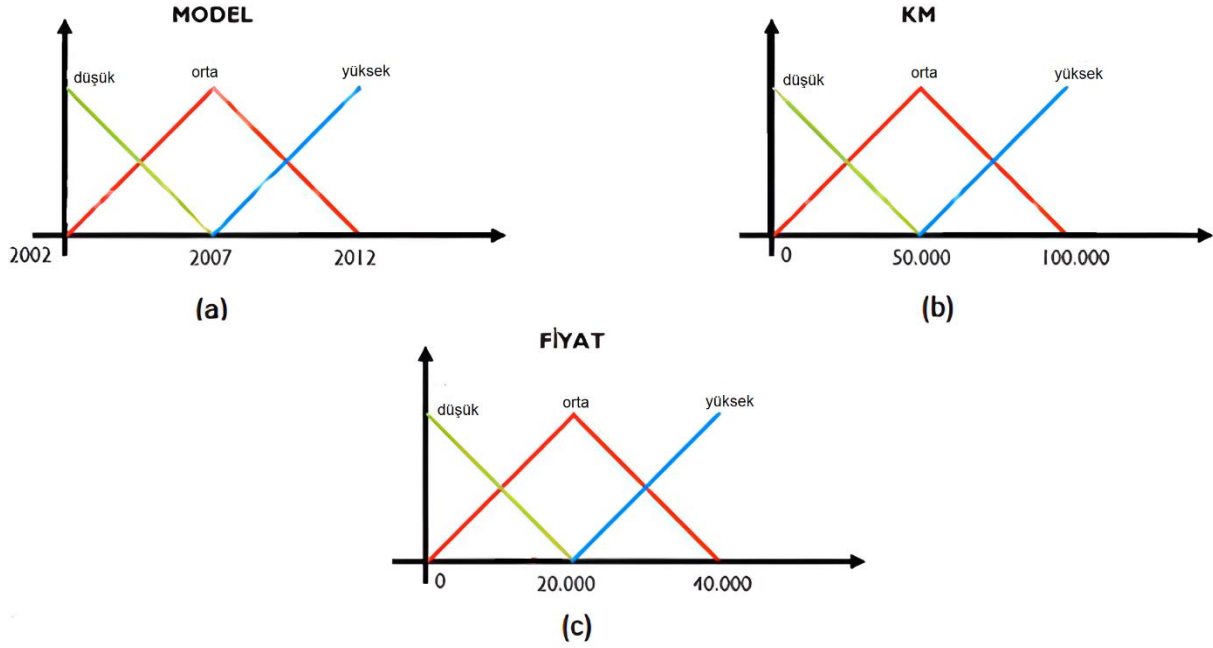 MODEL
düşük
orta
yüksek
2002
2007
2012
(a)
KM
düşük
orta
yüksek
0
50.000
100.000
(b)
FİYAT
düşük
orta
yüksek
0
20.000
40.000
(c)